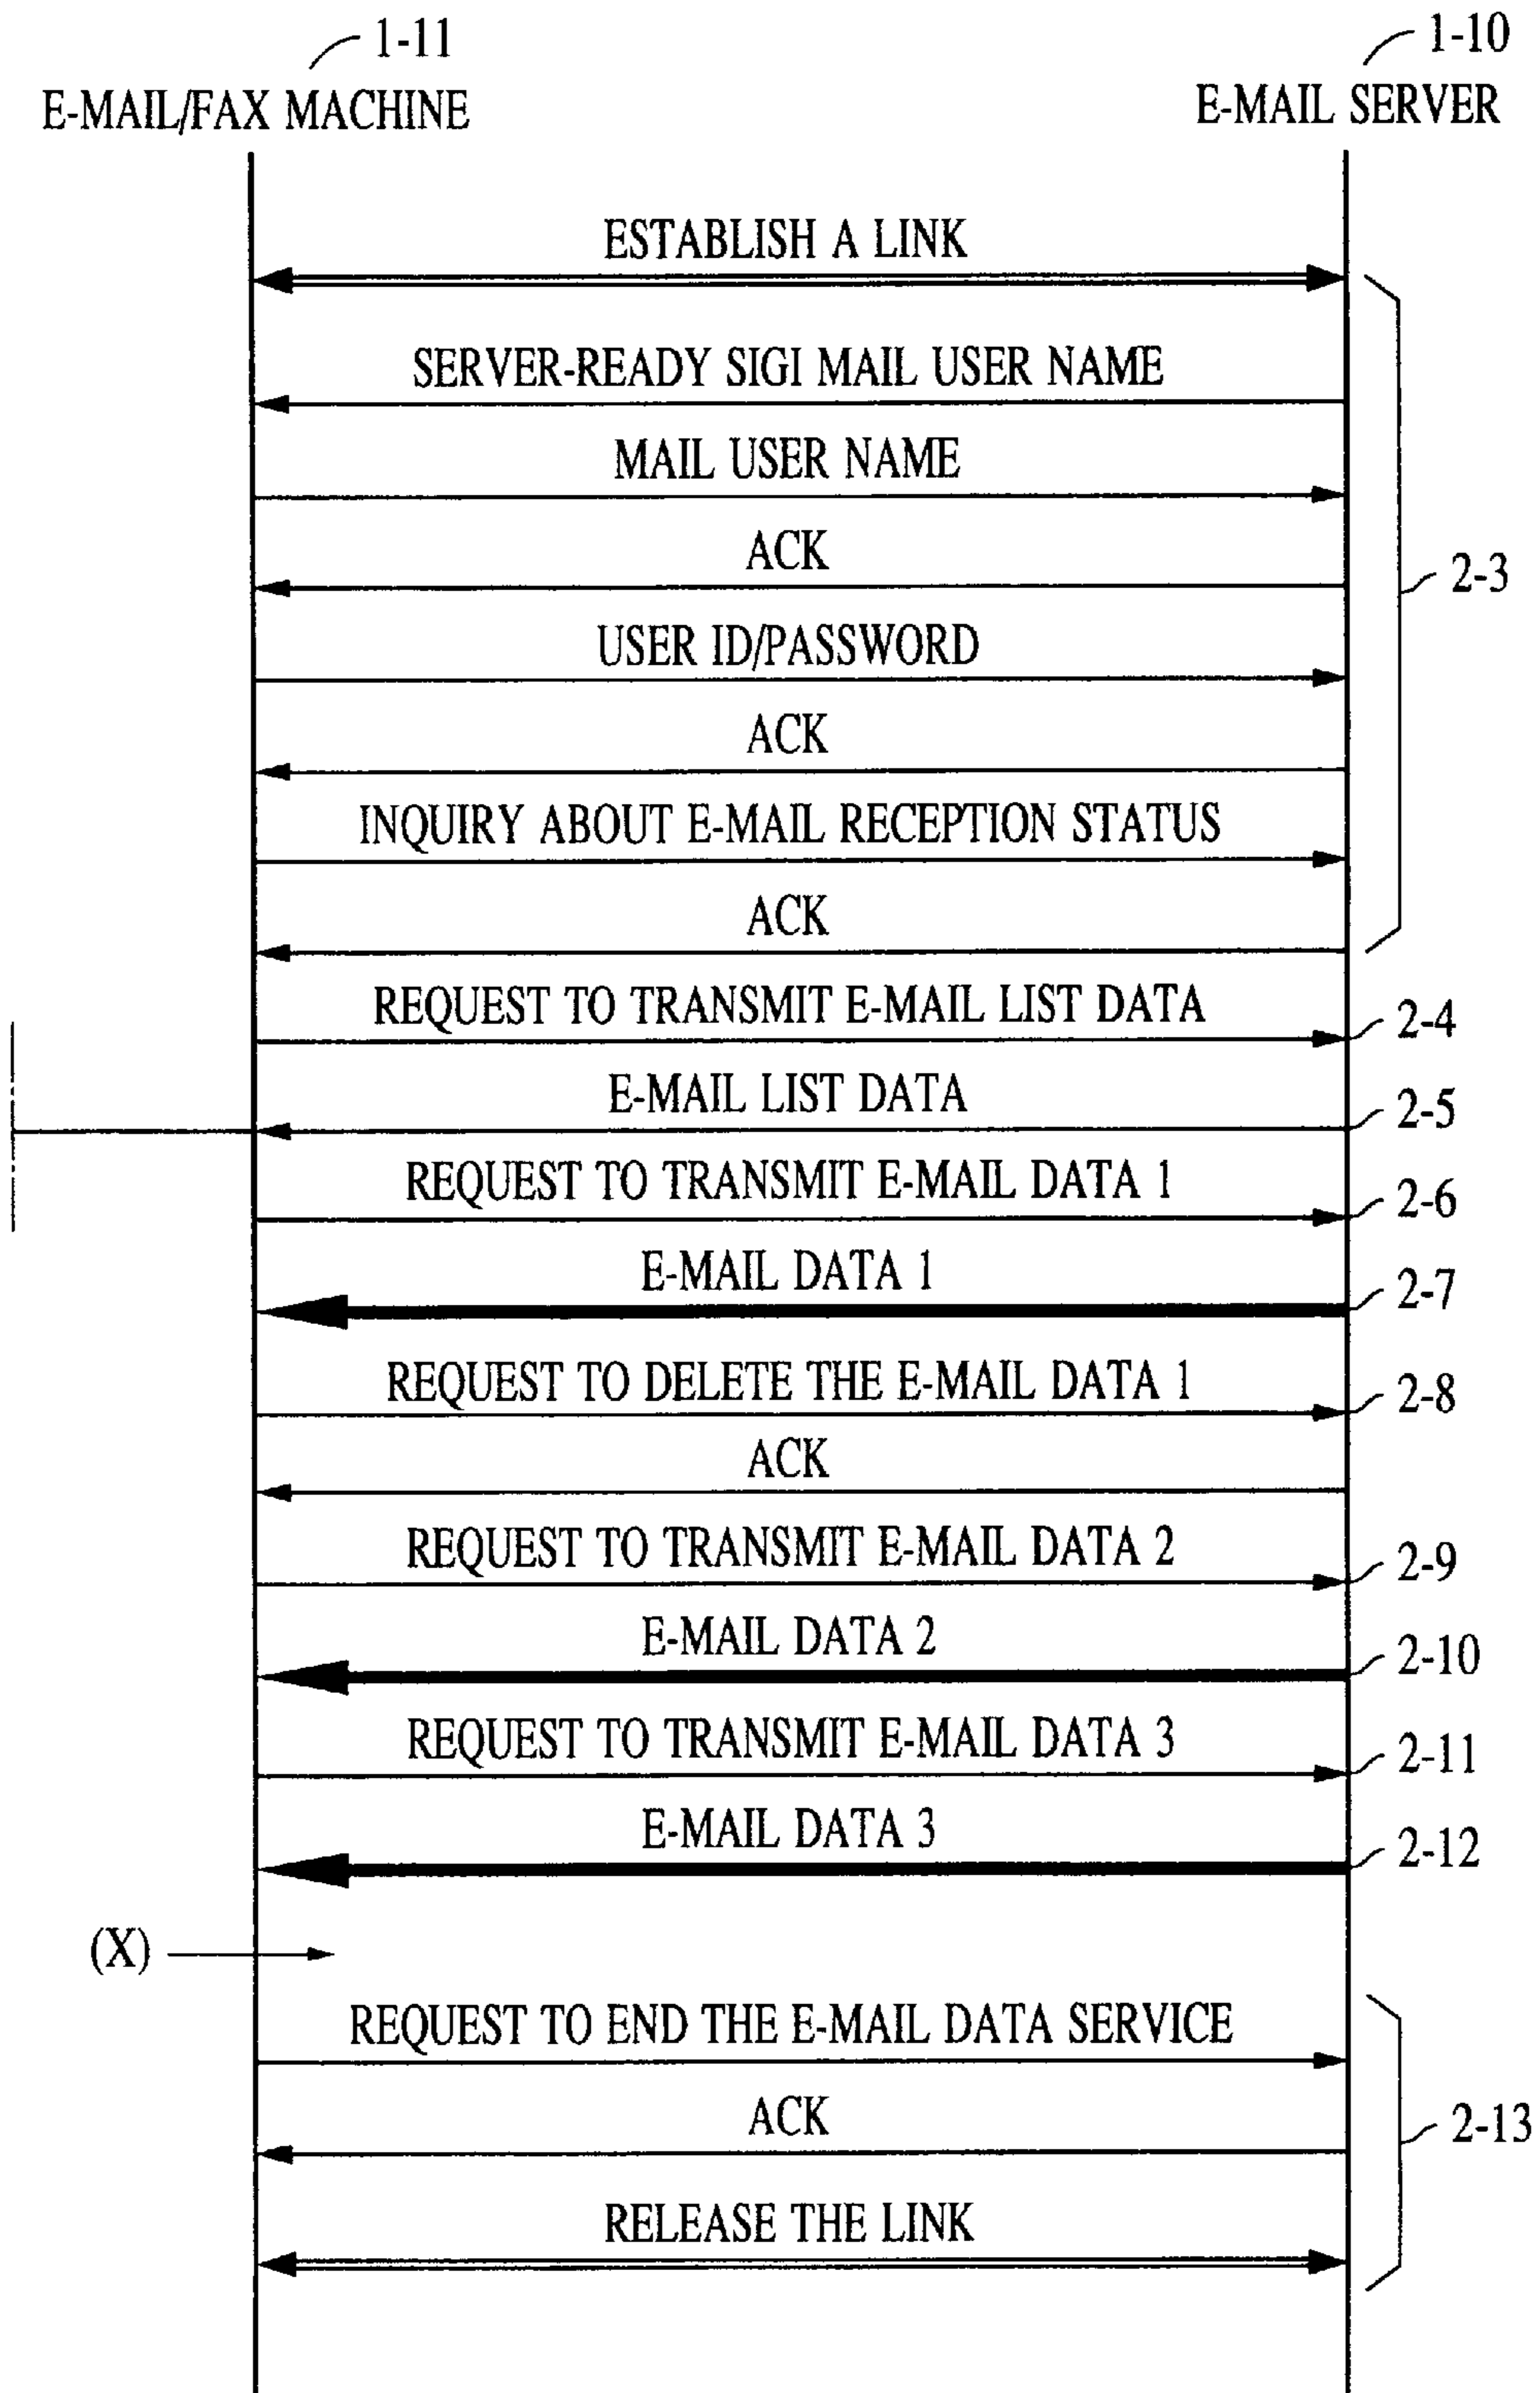 1-11
1-10
E-MAIL/FAX MACHINE
E-MAIL SERVER
ESTABLISH A LINK
SERVER-READY SIGI MAIL USER NAME
MAIL USER NAME
ACK
2-3
USER ID/PASSWORD
ACK
INQUIRY ABOUT E-MAIL RECEPTION STATUS
ACK
REQUEST TO TRANSMIT E-MAIL LIST DATA
2-4
E-MAIL LIST DATA
2-5
REQUEST TO TRANSMIT E-MAIL DATA 1
2-6
E-MAIL DATA 1
2-7
REQUEST TO DELETE THE E-MAIL DATA 1
2-8
ACK
REQUEST TO TRANSMIT E-MAIL DATA 2
2-9
E-MAIL DATA 2
2-10
REQUEST TO TRANSMIT E-MAIL DATA 3
2-11
E-MAIL DATA 3
2-12
(X)
REQUEST TO END THE E-MAIL DATA SERVICE
ACK
2-13
RELEASE THE LINK